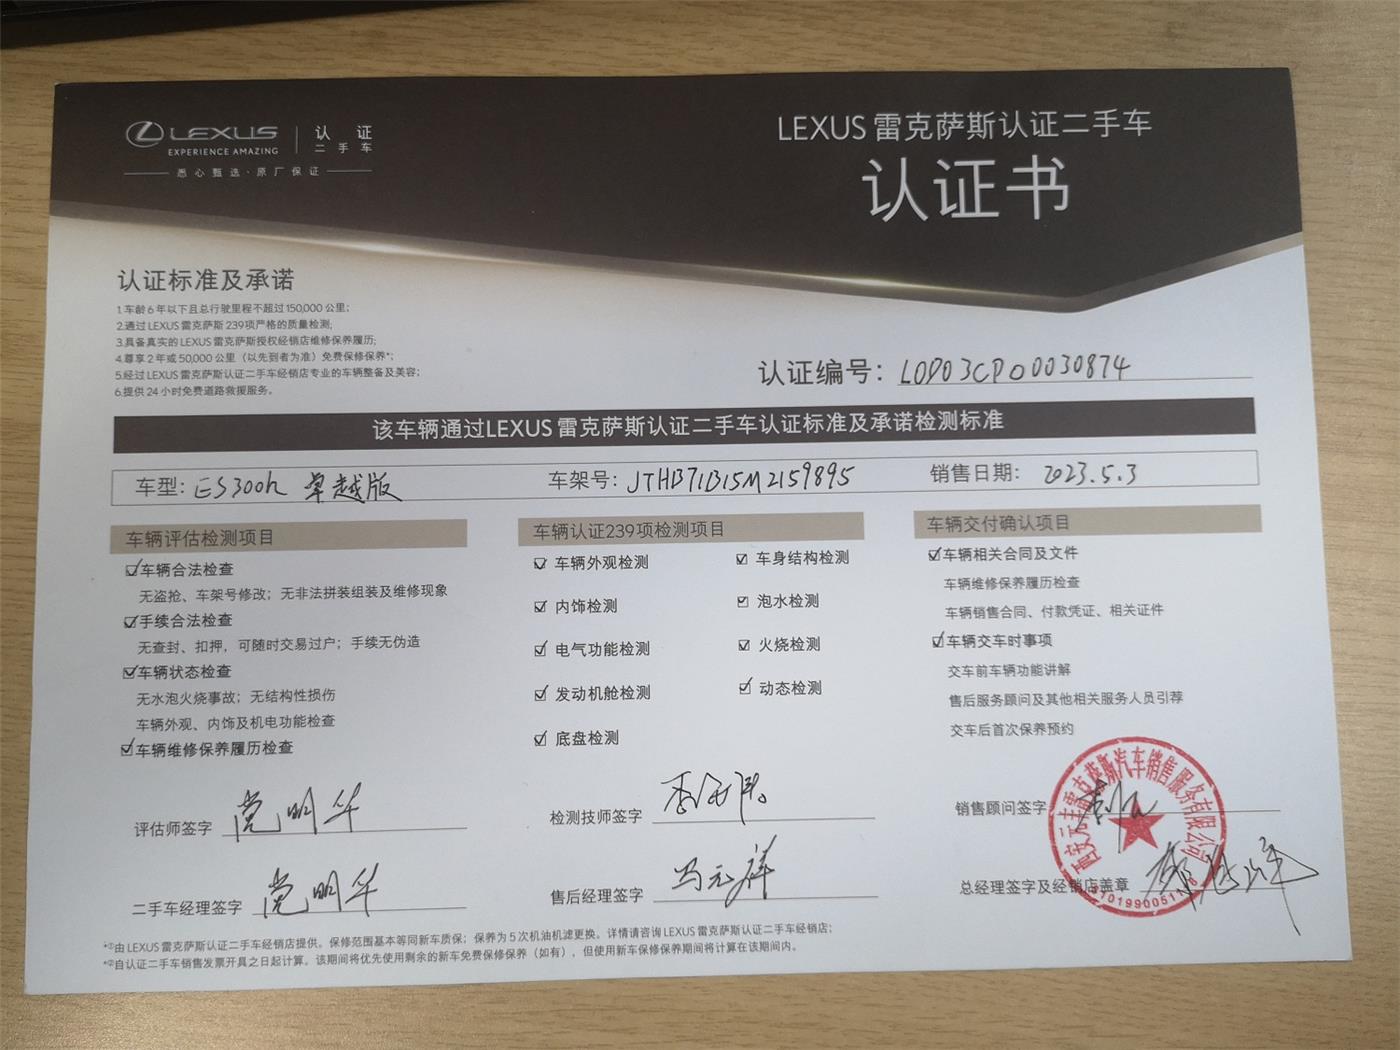 LEXUS
EXPERIENCE AMAZING
认证
二手车
悉心甄选·原厂保证
LEXUS 雷克萨斯认证二手车
认证书
认证标准及承诺
1.车龄6年以下且总行驶里程不超过150,000公里;
2.通过LEXUS雷克萨斯239项严格的质量检测;
3.具备真实的LEXUS雷克萨斯授权经销店维修保养履历;
4.尊享2年或50,000公里（以先到者为准）免费保修保养*;
5.经过LEXUS雷克萨斯认证二手车经销店专业的车辆整备及美容;
6.提供24小时免费道路救援服务。
认证编号: LOP03CP00030874
该车辆通过LEXUS 雷克萨斯认证二手车认证标准及承诺检测标准
车型: ES300h 卓越版 车架号: JTHB71B15M2159895 销售日期: 2023.5.3
车辆评估检测项目
车辆合法检查
无盗抢、车架号修改；无非法拼装组装及维修现象
手续合法检查
无查封、扣押，可随时交易过户；手续无伪造
车辆状态检查
无水泡火烧事故；无结构性损伤
车辆外观、内饰及机电功能检查
车辆维修保养履历检查
车辆认证239项检测项目
车辆外观检测 车身结构检测
内饰检测 泡水检测
电气功能检测 火烧检测
发动机舱检测 动态检测
底盘检测
车辆交付确认项目
车辆相关合同及文件
车辆维修保养履历检查
车辆销售合同、付款凭证、相关证件
车辆交车时事项
交车前车辆功能讲解
售后服务顾问及其他相关服务人员引荐
交车后首次保养预约
评估师签字 党明华
检测技师签字
销售顾问签字
二手车经理签字 党明华
售后经理签字 马元祥
总经理签字及经销店盖章
西安元丰雷克萨斯汽车销售服务有限公司
*①由LEXUS雷克萨斯认证二手车经销店提供。保修范围基本等同新车质保；保养为5次机油机滤更换。详情请咨询LEXUS雷克萨斯认证二手车经销店;
*②自认证二手车销售发票开具之日起计算。该期间将优先使用剩余的新车免费保修保养（如有），但使用新车保修保养期间将计算在该期间内。